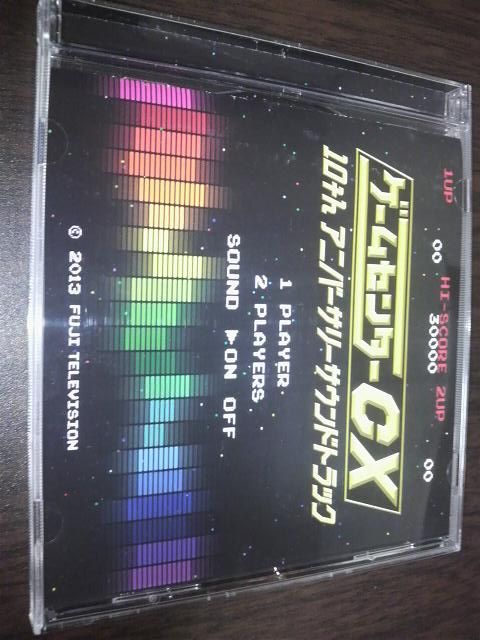 1UP HI-SCORE 2UP
00 30000 00
ゲームセンターCX
10th アニバーサリーサウンドトラック
1 PLAYER
2 PLAYERS
SOUND ▶ON OFF
© 2013 FUJI TELEVISION